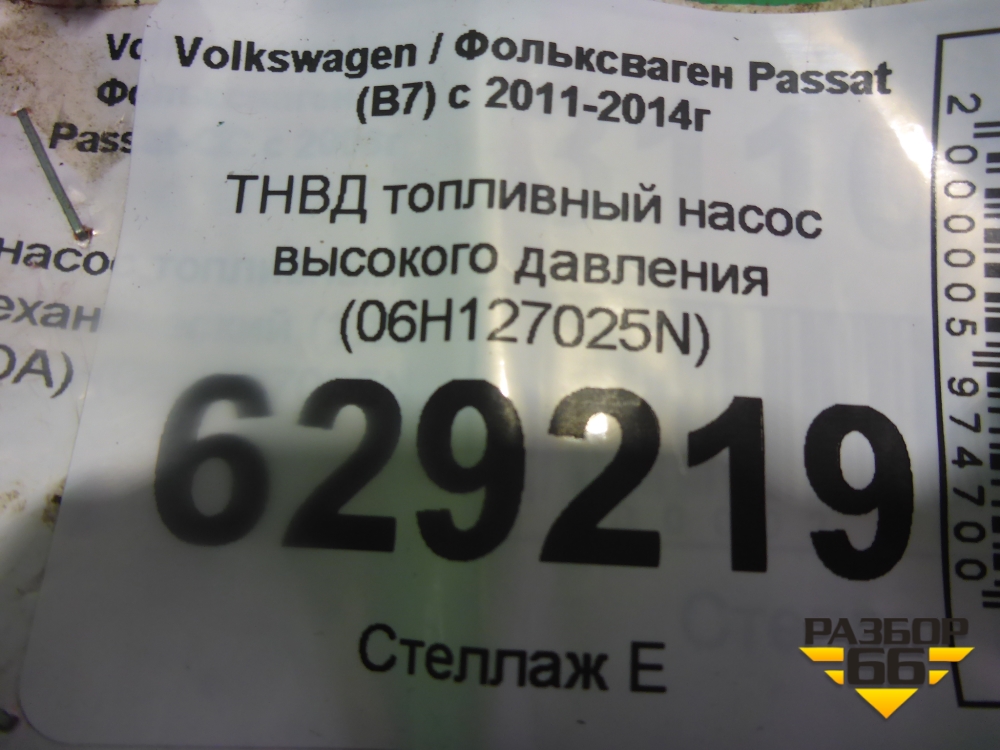 Volkswagen / Фольксваген Passat
(B7) с 2011-2014г
ТНВД топливный насос
высокого давления
(06H127025N)
629219
Стеллаж Е
2000005974700
РАЗБОР
66